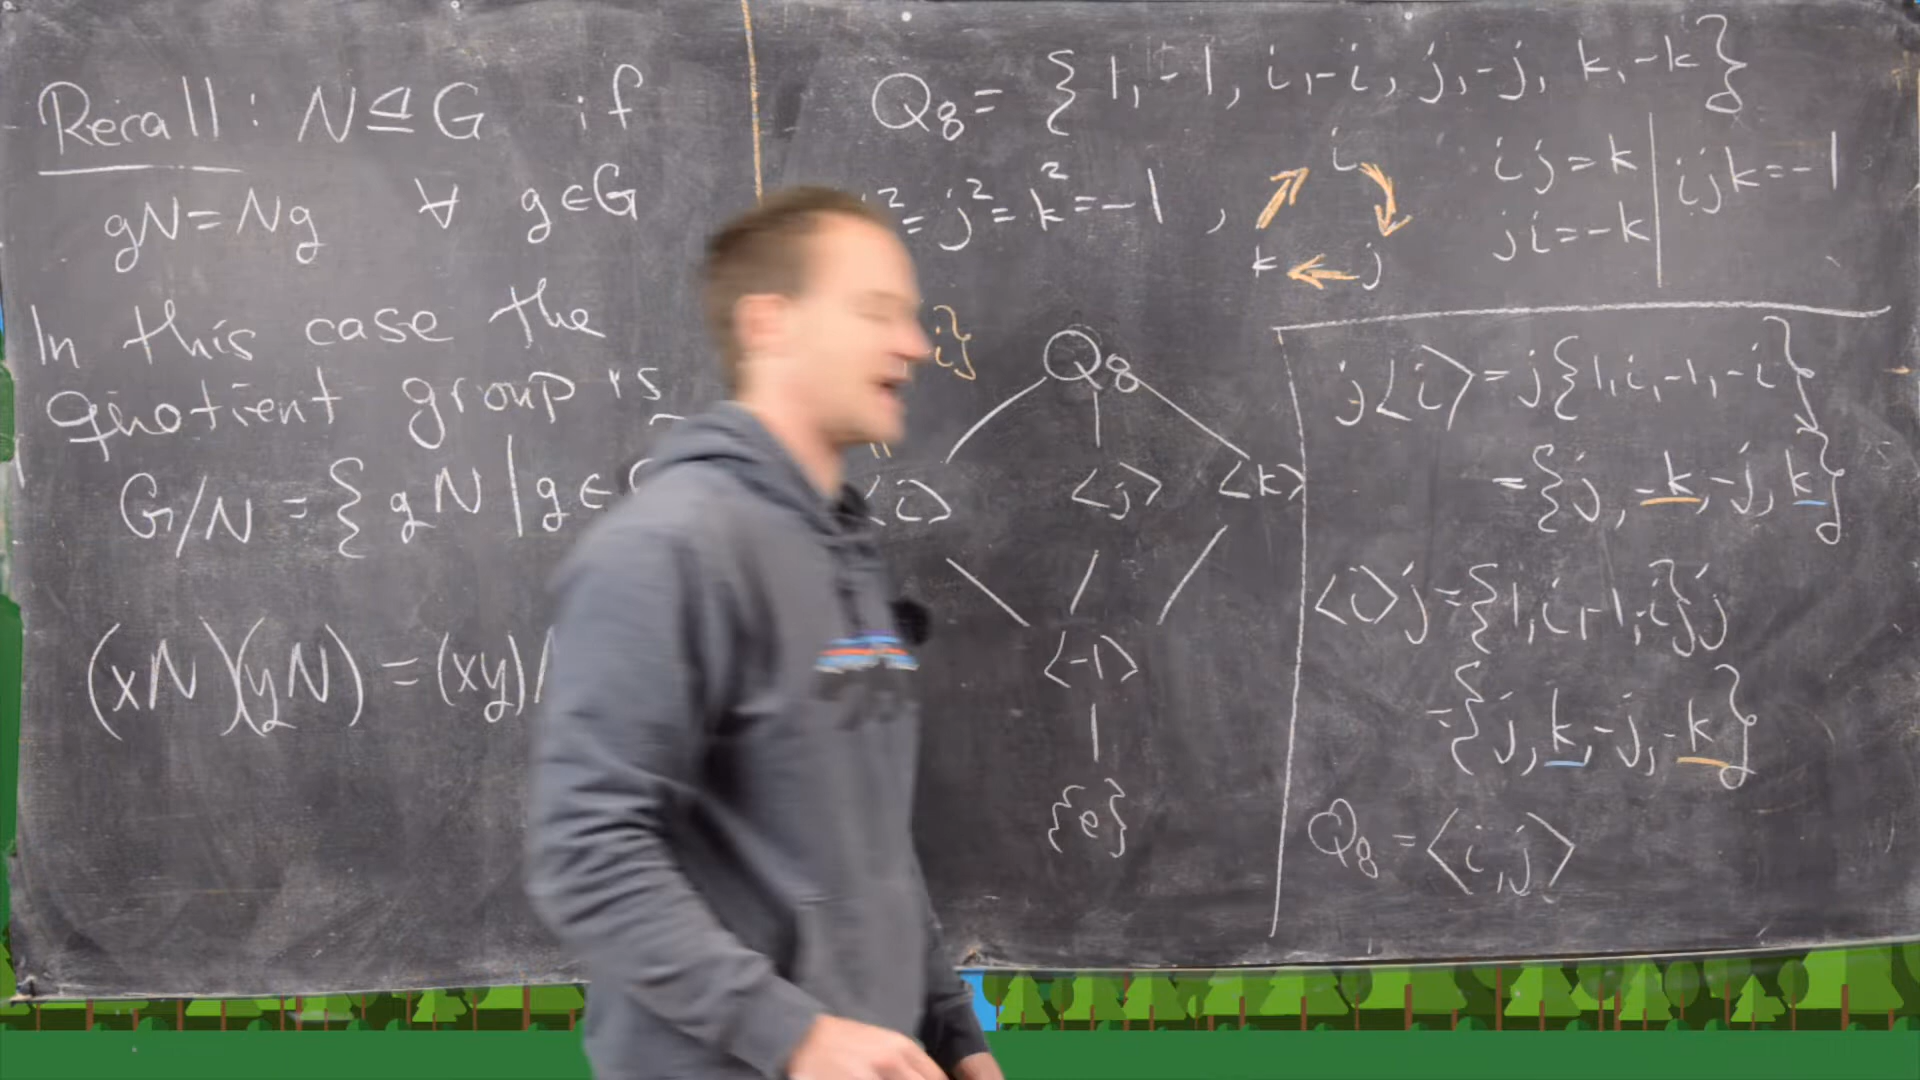 Recall: N ⊴ G if
gN = Ng ∀ g ∈ G
In this case the
quotient group is
G/N = { gN | g ∈
(xN)(yN) = (xy)
Q₈ = { 1, -1, i, -i, j, -j, k, -k }
² = j² = k² = -1 ,
i
k j
ij = k
ji = -k
ijk = -1
i}
Q₈
<i> <j> <k>
<-1>
{e}
j<i> = j{1, i, -1, -i}
= {j, -k, -j, k}
<i>j = {1, i, -1, -i}j
= {j, k, -j, -k}
Q₈ = <i, j>